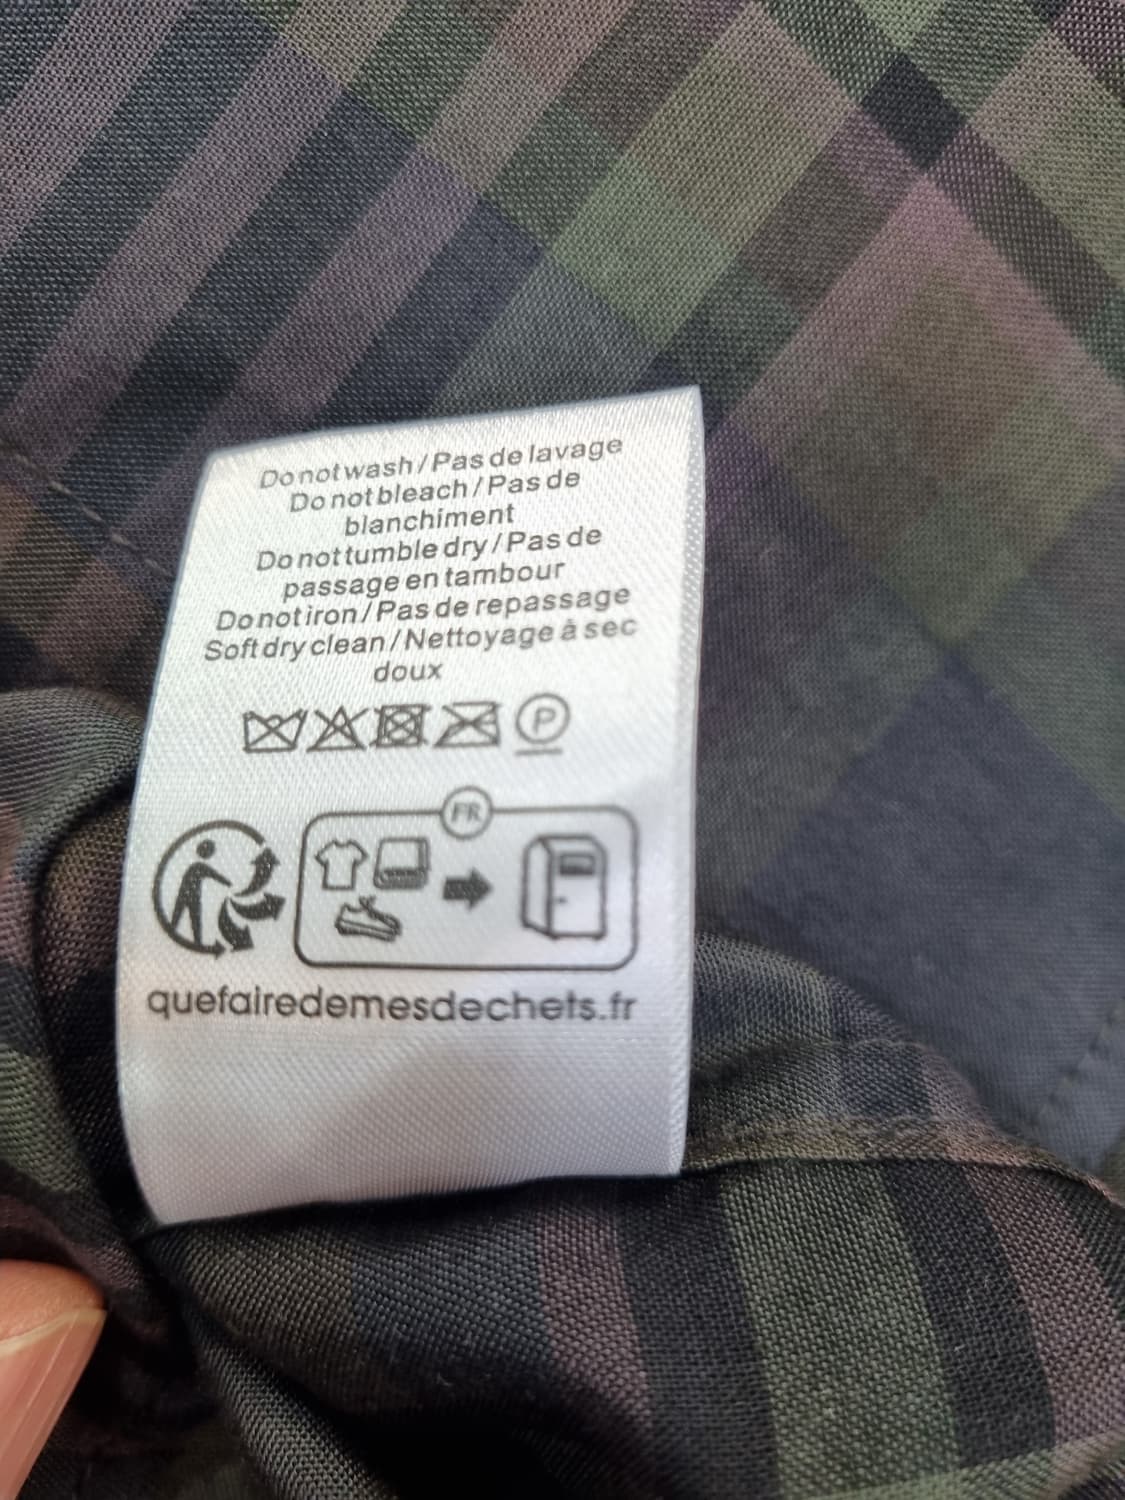 Do not wash / Pas de lavage
Do not bleach / Pas de
blanchiment
Do not tumble dry / Pas de
passage en tambour
Do not iron / Pas de repassage
Soft dry clean / Nettoyage à sec
doux
P
FR
quefairedemesdechets.fr